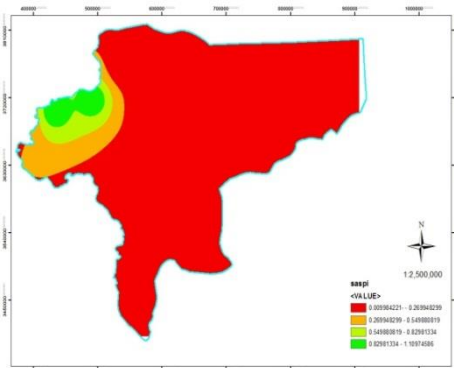 400000 500000 600000 700000 800000 900000 1000000
N
1:2,500,000
saspi
<VALUE>
0.009964221- - 0.269948299
0.269948299 - 0.549880819
0.549880819 - 0.82981334
0.82981334 - 1.10974586